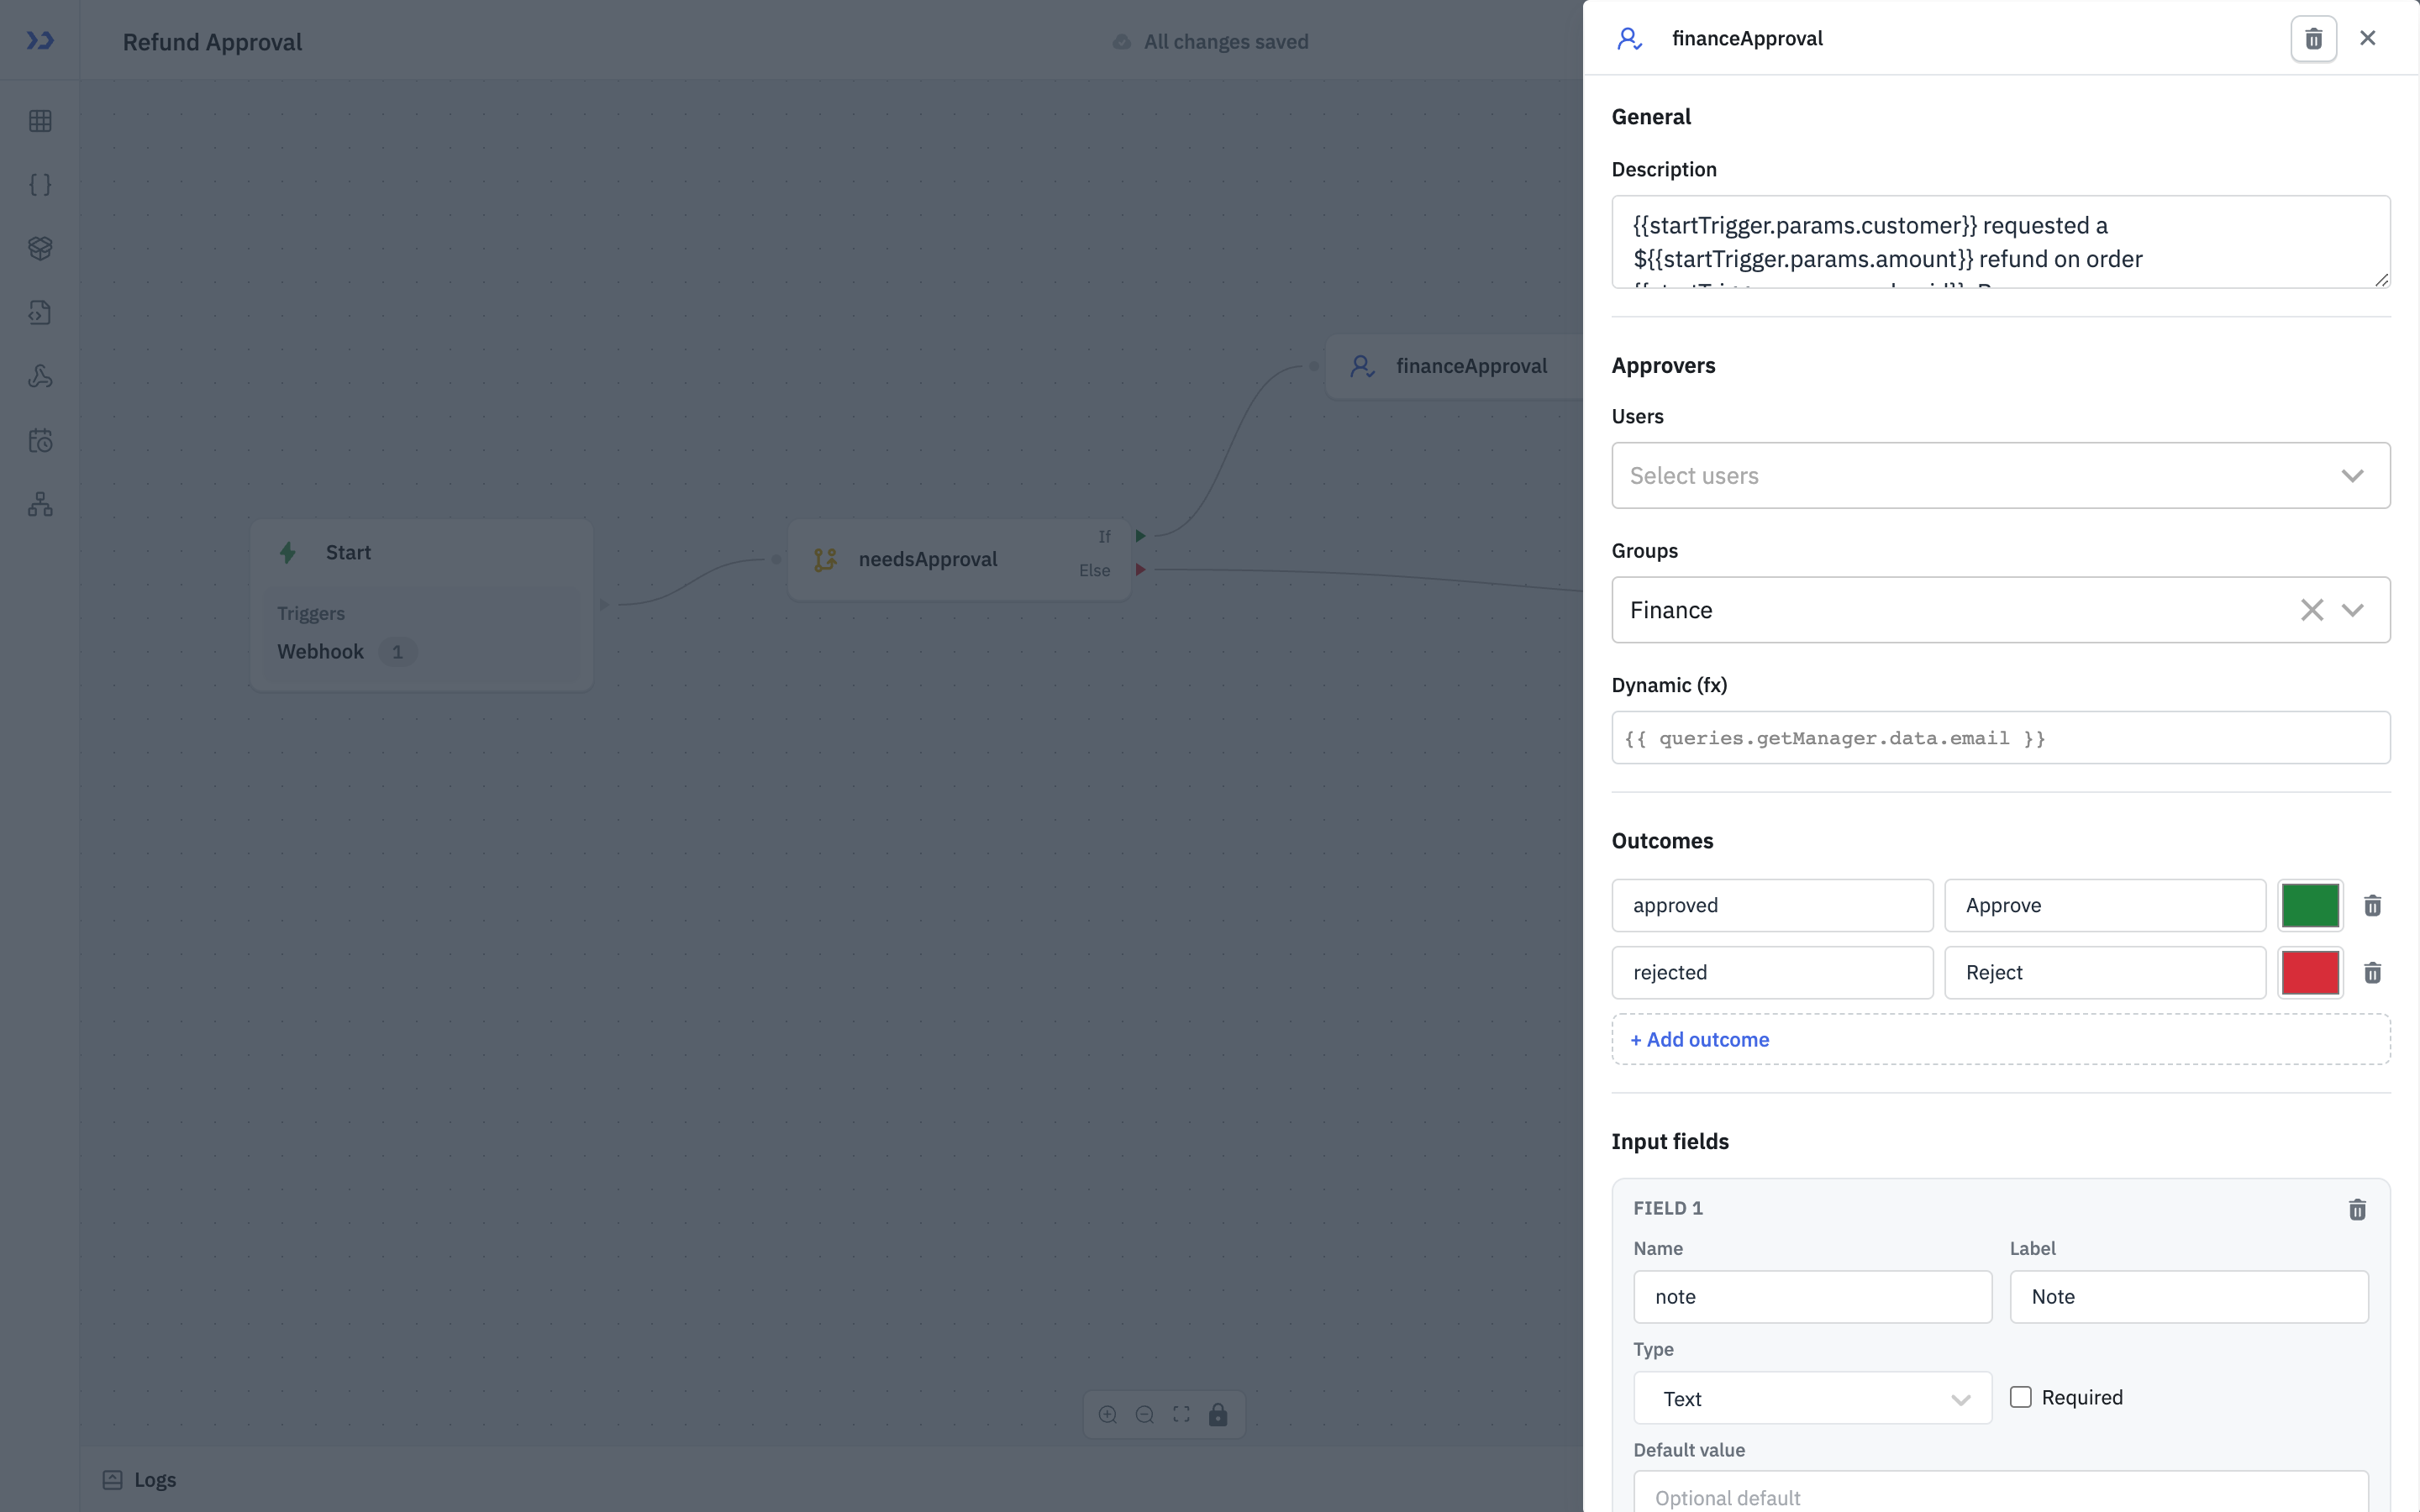 Refund Approval
All changes saved
financeApproval
If
Start
needsApproval
Else
Triggers
Webhook 1
Logs
financeApproval
General
Description
{{startTrigger.params.customer}} requested a
${{startTrigger.params.amount}} refund on order
Approvers
Users
Select users
Groups
Finance
Dynamic (fx)
{{ queries.getManager.data.email }}
Outcomes
approved Approve
rejected Reject
+ Add outcome
Input fields
FIELD 1
Name Label
note Note
Type
Text Required
Default value
Optional default